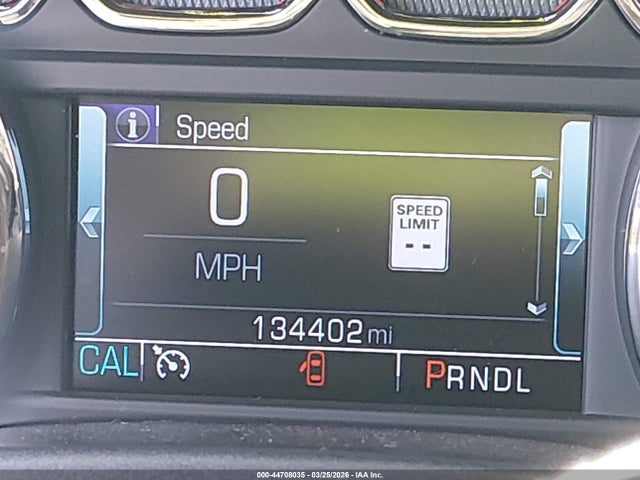 i Speed
0
MPH
SPEED
LIMIT
--
134402 mi
CAL PRNDL
000-44708035 - 03/25/2026 - IAA Inc.